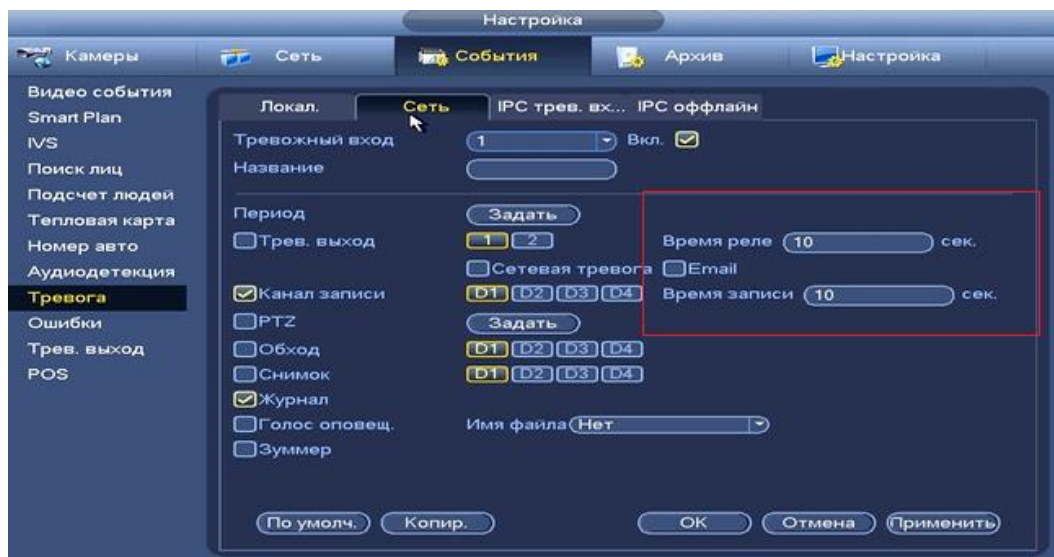 Настройка
Камеры Сеть События Архив Настройка
Видео события
Smart Plan
IVS
Поиск лиц
Подсчет людей
Тепловая карта
Номер авто
Аудиодетекция
Тревога
Ошибки
Трев. выход
POS
Локал. Сеть IPC трев. вх... IPC оффлайн
Тревожный вход 1 Вкл.
Название
Период Задать
Трев. выход 1 2 Время реле 10 сек.
Сетевая тревога Email
Канал записи D1 D2 D3 D4 Время записи 10 сек.
PTZ Задать
Обход D1 D2 D3 D4
Снимок D1 D2 D3 D4
Журнал
Голос оповещ. Имя файла Нет
Зуммер
По умолч. Копир. OK Отмена Применить